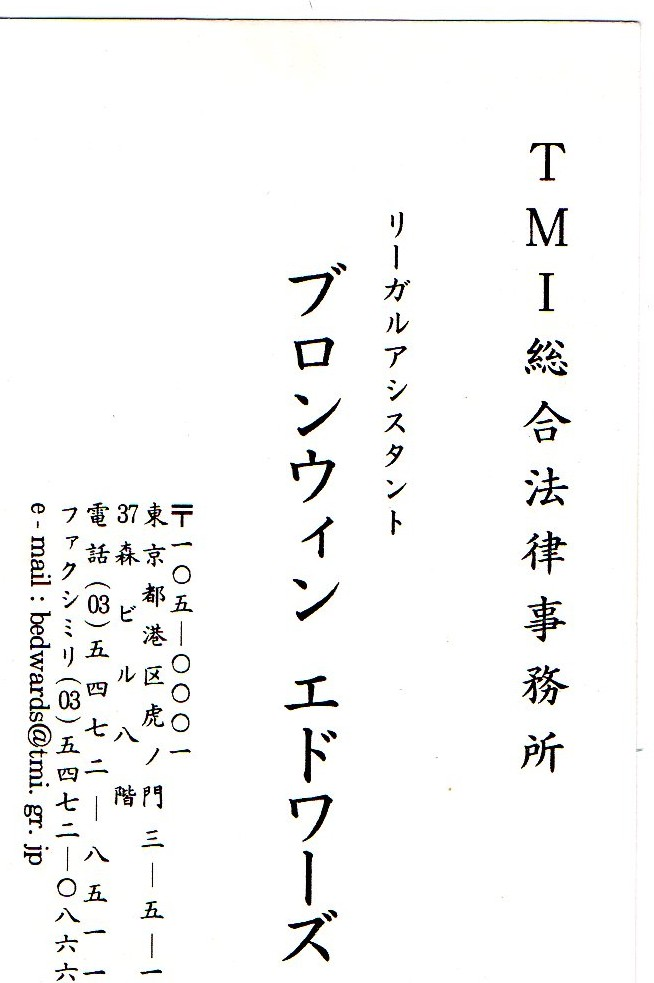 TMI総合法律事務所
リーガルアシスタント
ブロンウィン エドワーズ
〒一〇五―〇〇〇一
東京都港区虎ノ門三―五―一
37森ビル八階
電話(03)五四七二―八五一一
ファクシミリ(03)五四七二―〇八六六
e-mail:bedwards@tmi.gr.jp